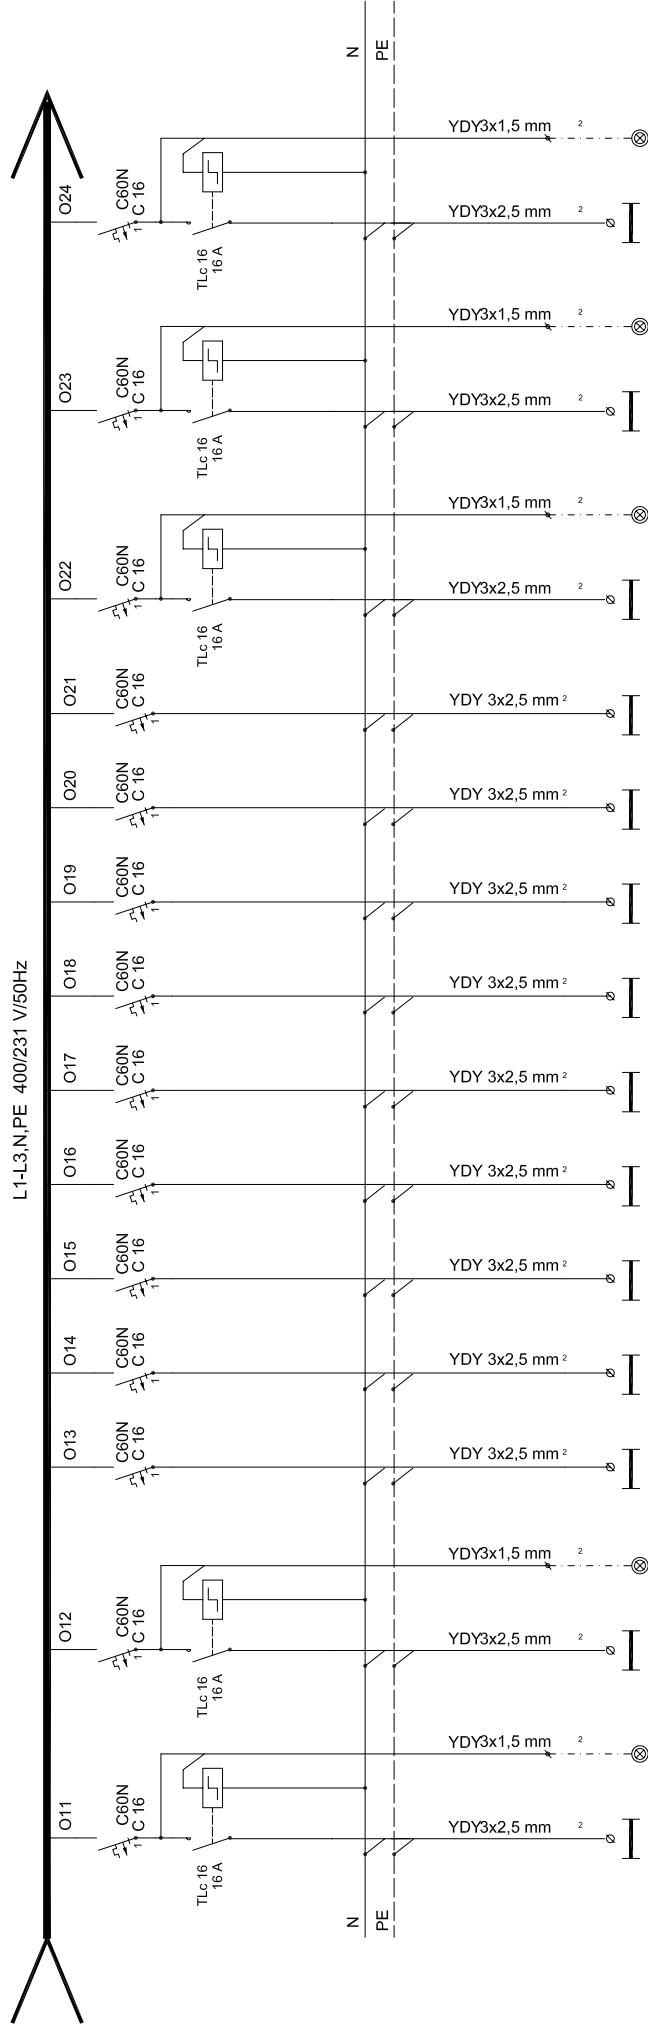 N
PE
YDY3x1,5 mm 2
O24
C60N
C 16
1
TLc 16
16 A
YDY3x2,5 mm 2
YDY3x1,5 mm 2
O23
C60N
C 16
1
TLc 16
16 A
YDY3x2,5 mm 2
YDY3x1,5 mm 2
O22
C60N
C 16
1
TLc 16
16 A
YDY3x2,5 mm 2
O21
C60N
C 16
1
YDY 3x2,5 mm 2
O20
C60N
C 16
1
YDY 3x2,5 mm 2
O19
C60N
C 16
1
YDY 3x2,5 mm 2
L1-L3,N,PE 400/231 V/50Hz
O18
C60N
C 16
1
YDY 3x2,5 mm 2
O17
C60N
C 16
1
YDY 3x2,5 mm 2
O16
C60N
C 16
1
YDY 3x2,5 mm 2
O15
C60N
C 16
1
YDY 3x2,5 mm 2
O14
C60N
C 16
1
YDY 3x2,5 mm 2
O13
C60N
C 16
1
YDY 3x2,5 mm 2
YDY3x1,5 mm 2
O12
C60N
C 16
1
TLc 16
16 A
YDY3x2,5 mm 2
YDY3x1,5 mm 2
O11
C60N
C 16
1
TLc 16
16 A
YDY3x2,5 mm 2
N
PE